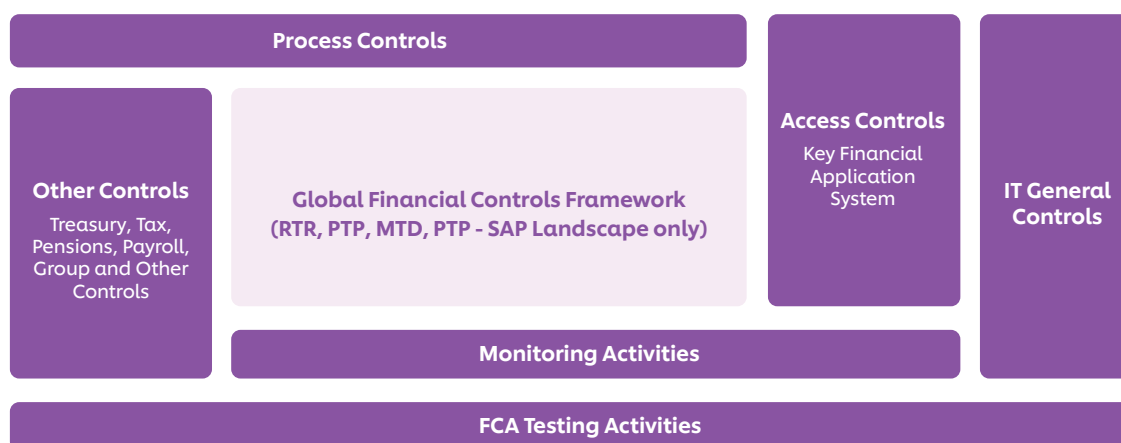 Process Controls
Other Controls
Treasury, Tax,
Pensions, Payroll,
Group and Other
Controls
Global Financial Controls Framework
(RTR, PTP, MTD, PTP - SAP Landscape only)
Access Controls
Key Financial
Application
System
IT General
Controls
Monitoring Activities
FCA Testing Activities